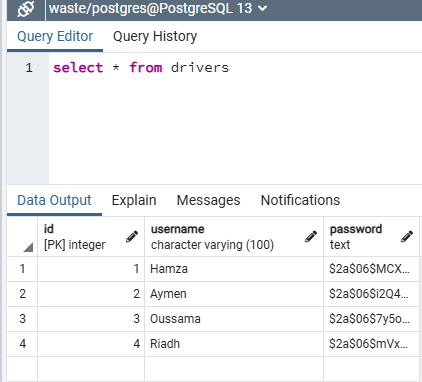 waste/postgres@PostgreSQL 13
Query Editor Query History
1 select * from drivers
Data Output Explain Messages Notifications
id username password
[PK] integer character varying (100) text
1 1 Hamza $2a$06$MCX...
2 2 Aymen $2a$06$i2Q4...
3 3 Oussama $2a$06$7y5o...
4 4 Riadh $2a$06$mVx...